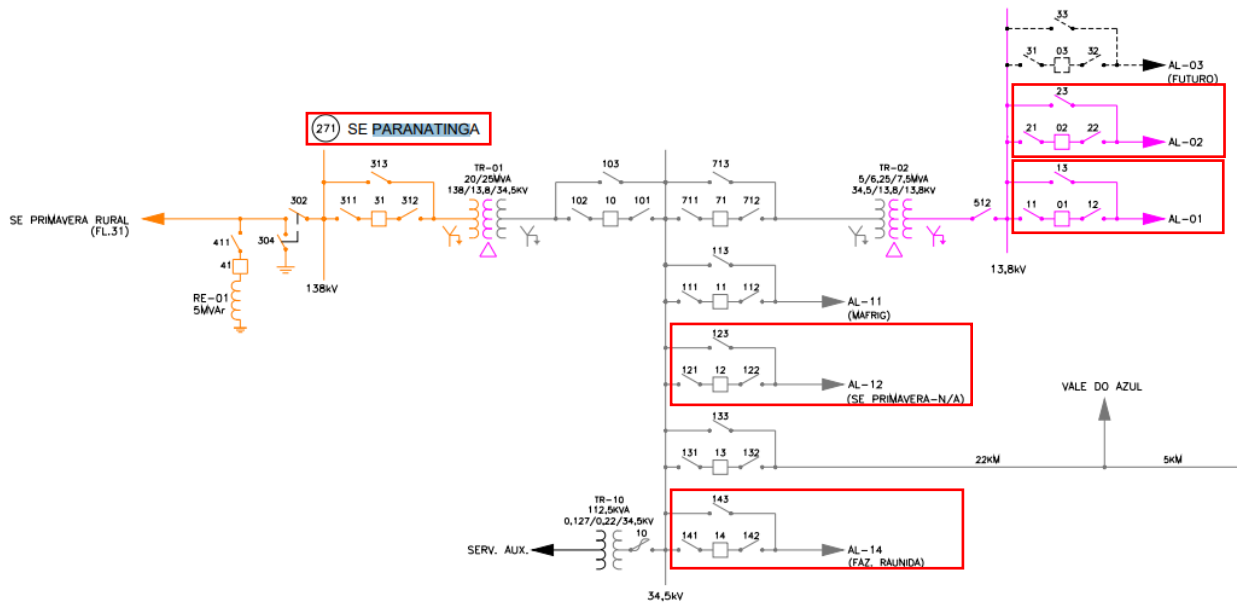 33
31
03
32
AL-03
(FUTURO)
23
21
02
22
AL-02
13
11
01
12
AL-01
512
13,8kV
271
SE PARANATINGA
SE PRIMAVERA RURAL
(FL.31)
302
304
411
41
RE-01
5MVAr
138kV
313
311
31
312
TR-01
20/25MVA
138/13,8/34,5KV
103
102
10
101
713
711
71
712
TR-02
5/6,25/7,5MVA
34,5/13,8/13,8KV
113
111
11
112
AL-11
(MAFRIG)
123
121
12
122
AL-12
(SE PRIMAVERA-N/A)
VALE DO AZUL
133
131
13
132
22KM
5KM
TR-10
112,5KVA
0,127/0,22/34,5KV
10
SERV. AUX.
143
141
14
142
AL-14
(FAZ. RAUNIDA)
34,5kV